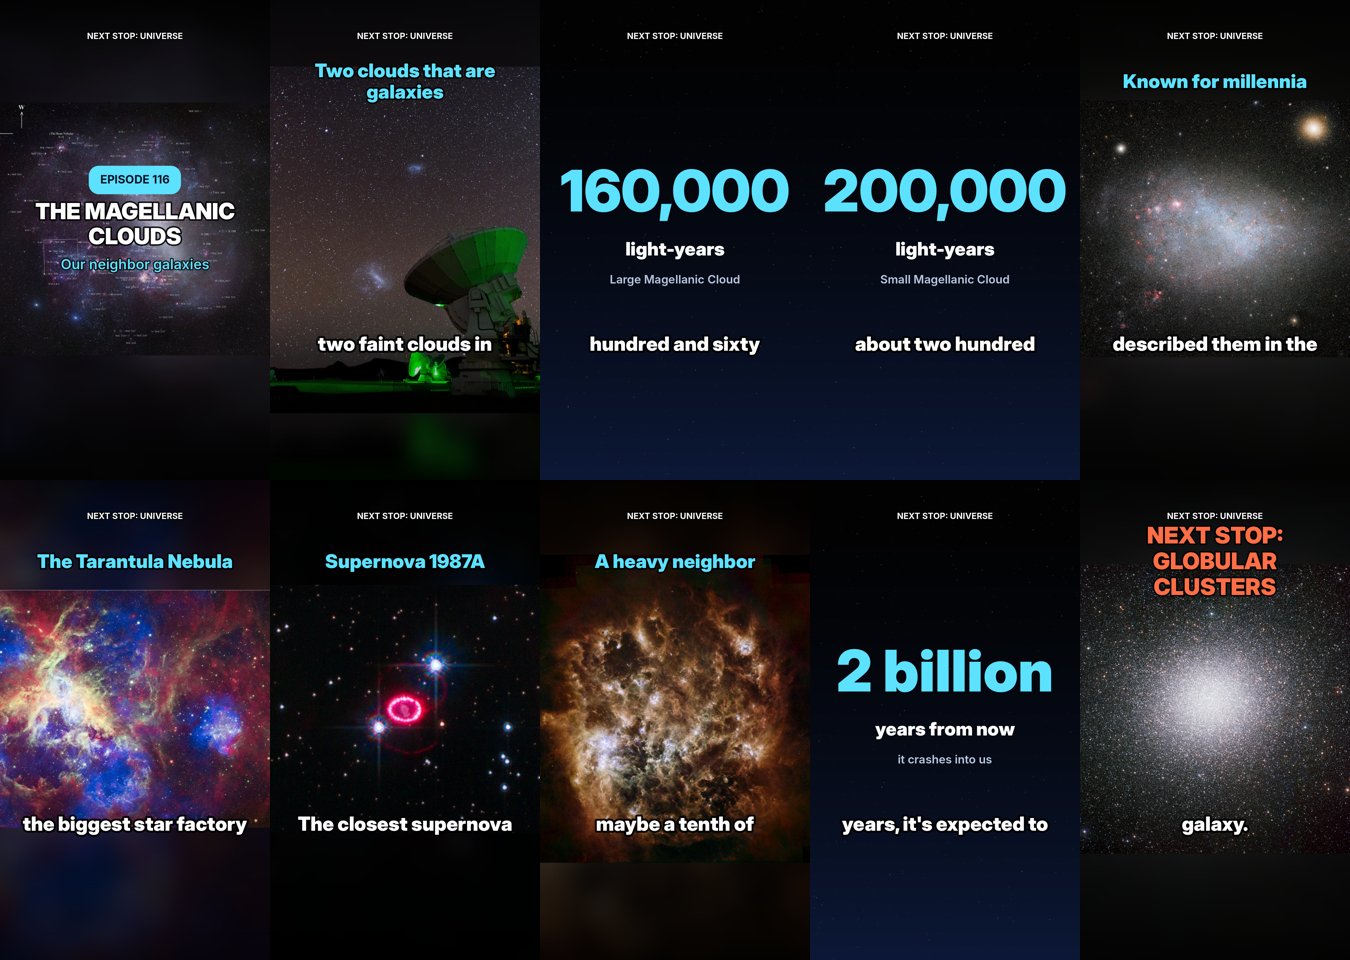 NEXT STOP: UNIVERSE
EPISODE 116
THE MAGELLANIC
CLOUDS
Our neighbor galaxies
NEXT STOP: UNIVERSE
Two clouds that are
galaxies
two faint clouds in
NEXT STOP: UNIVERSE
160,000
light-years
Large Magellanic Cloud
hundred and sixty
NEXT STOP: UNIVERSE
200,000
light-years
Small Magellanic Cloud
about two hundred
NEXT STOP: UNIVERSE
Known for millennia
described them in the
NEXT STOP: UNIVERSE
The Tarantula Nebula
the biggest star factory
NEXT STOP: UNIVERSE
Supernova 1987A
The closest supernova
NEXT STOP: UNIVERSE
A heavy neighbor
maybe a tenth of
NEXT STOP: UNIVERSE
2 billion
years from now
it crashes into us
years, it's expected to
NEXT STOP: UNIVERSE
NEXT STOP:
GLOBULAR
CLUSTERS
galaxy.